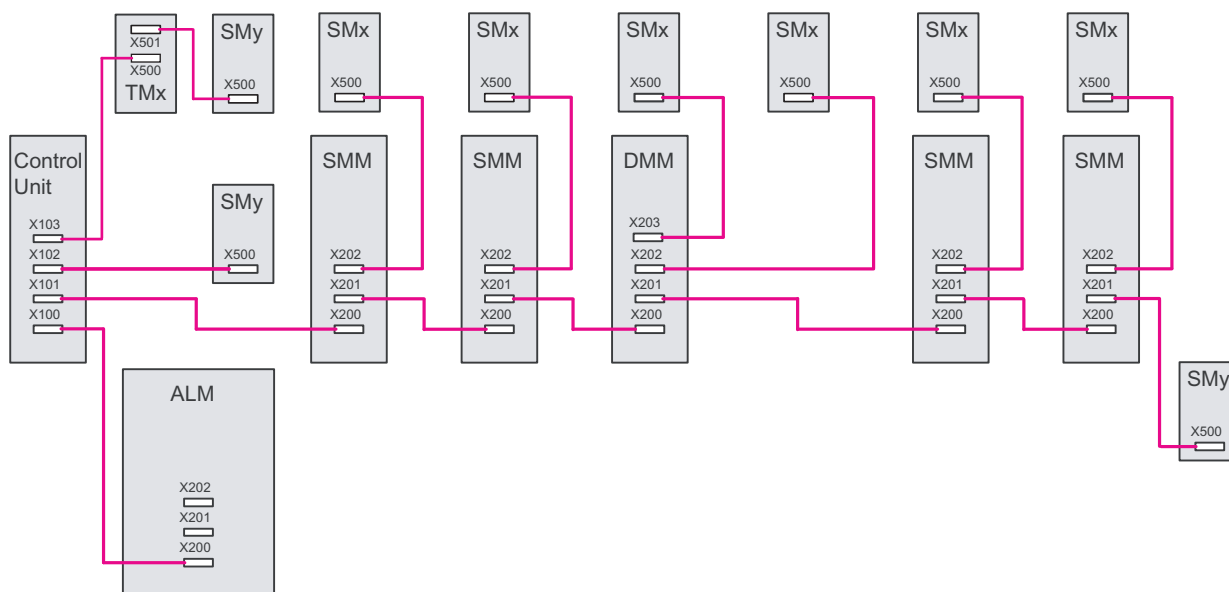 X501
X500
TMx
SMy
X500
SMx
X500
SMx
X500
SMx
X500
SMx
X500
SMx
X500
SMx
X500
Control
Unit
X103
X102
X101
X100
SMy
X500
SMM
X202
X201
X200
SMM
X202
X201
X200
DMM
X203
X202
X201
X200
SMM
X202
X201
X200
SMM
X202
X201
X200
SMy
X500
ALM
X202
X201
X200